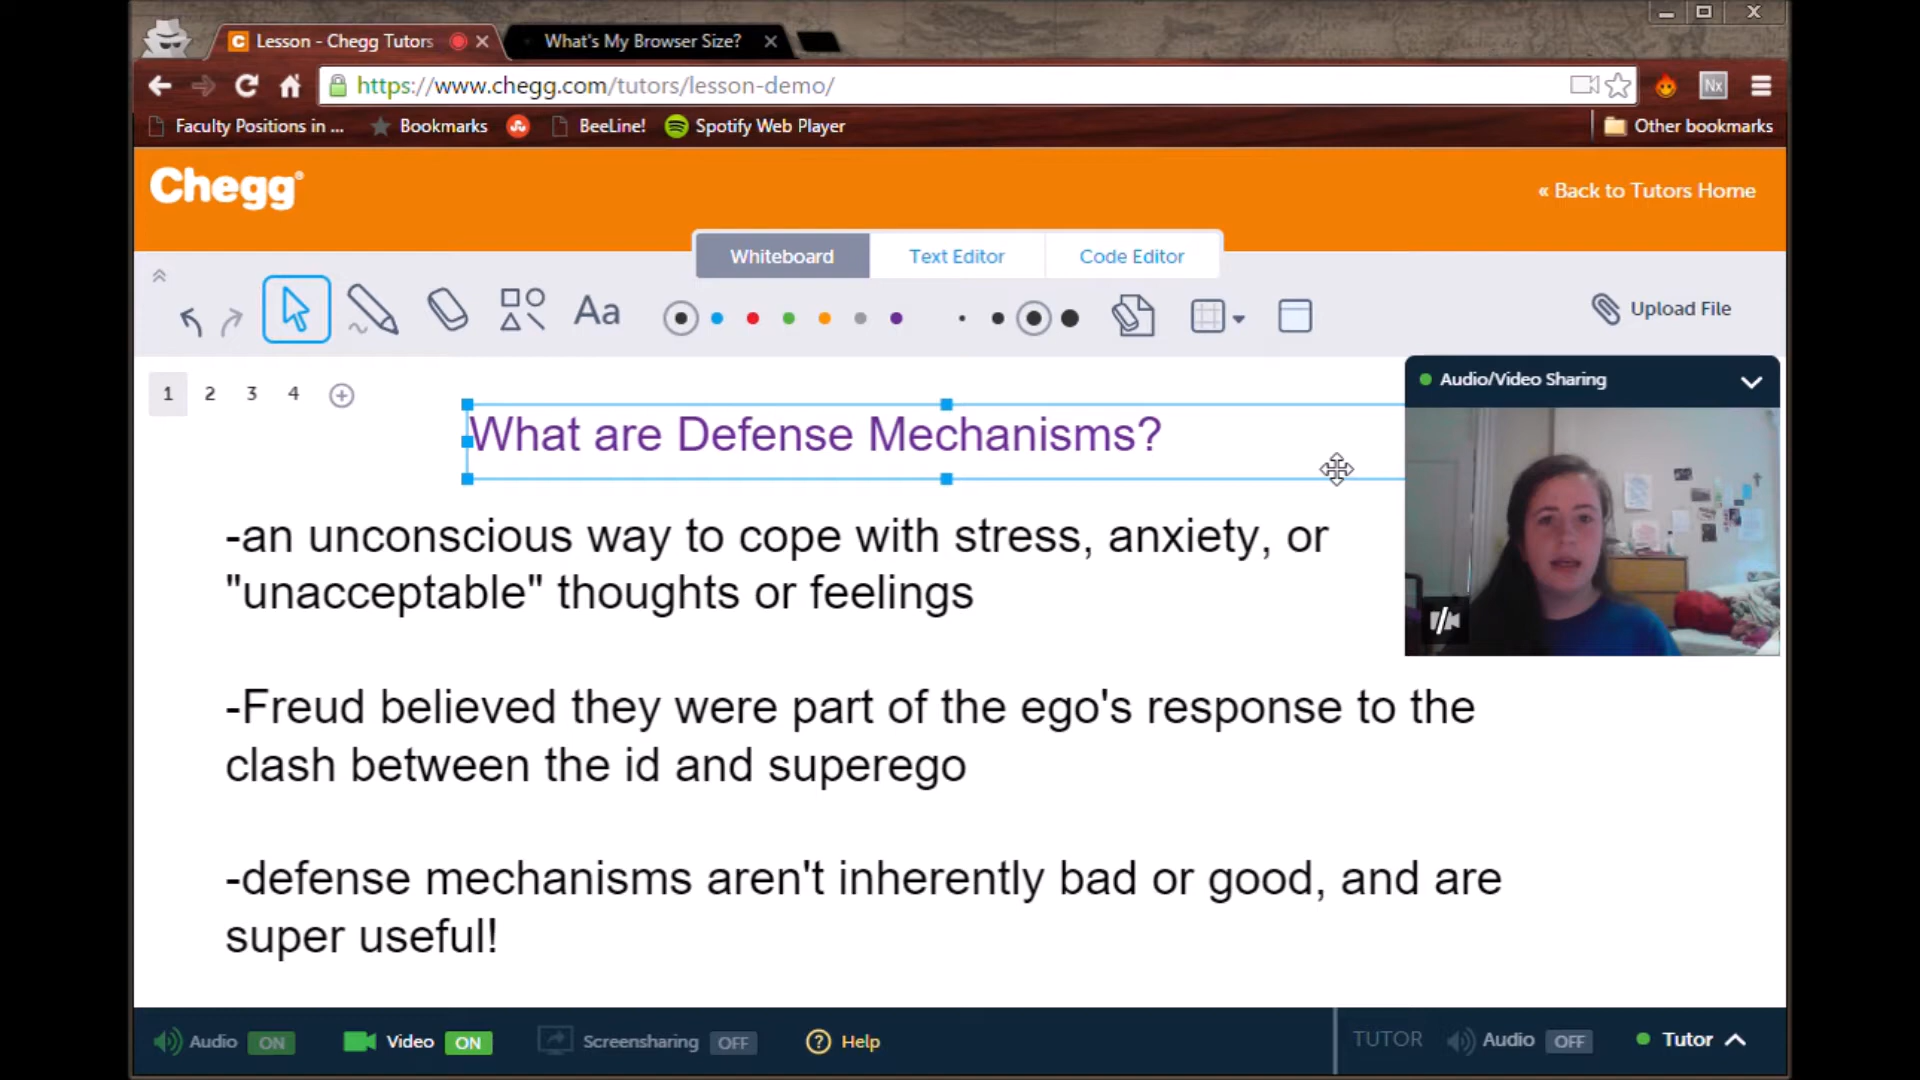 Lesson - Chegg Tutors
What's My Browser Size?
https://www.chegg.com/tutors/lesson-demo/
Nx
Faculty Positions in ...
Bookmarks
BeeLine!
Spotify Web Player
Other bookmarks
Chegg®
« Back to Tutors Home
Whiteboard
Text Editor
Code Editor
Aa
Upload File
1 2 3 4
Audio/Video Sharing
What are Defense Mechanisms?
-an unconscious way to cope with stress, anxiety, or
"unacceptable" thoughts or feelings
-Freud believed they were part of the ego's response to the
clash between the id and superego
-defense mechanisms aren't inherently bad or good, and are
super useful!
Audio ON
Video ON
Screensharing OFF
? Help
TUTOR
Audio OFF
Tutor